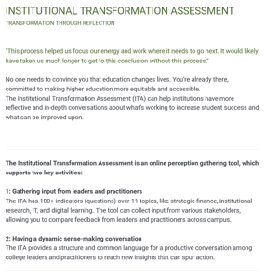 INSTITUTIONAL TRANSFORMATION ASSESSMENT
TRANSFORMATION THROUGH REFLECTION
"This process helped us focus our energy and work where it needs to go next. It would likely
have taken us much longer to get to this conclusion without this process."
No one needs to convince you that education changes lives. You're already there,
committed to making higher education more equitable and accessible.
The Institutional Transformation Assessment (ITA) can help institutions have more
reflective and in-depth conversations about what's working to increase student success and
what can be improved upon.
The Institutional Transformation Assessment is an online perception gathering tool, which
supports two key activities:
1: Gathering input from leaders and practitioners
The ITA has 100+ indicators (questions) over 11 topics, like strategic finance, institutional
research, IT, and digital learning. The tool can collect input from various stakeholders,
allowing you to compare feedback from leaders and practitioners across campus.
2: Having a dynamic sense-making conversation
The ITA provides a structure and common language for a productive conversation among
college leaders and practitioners to reach new insights that can spur action.